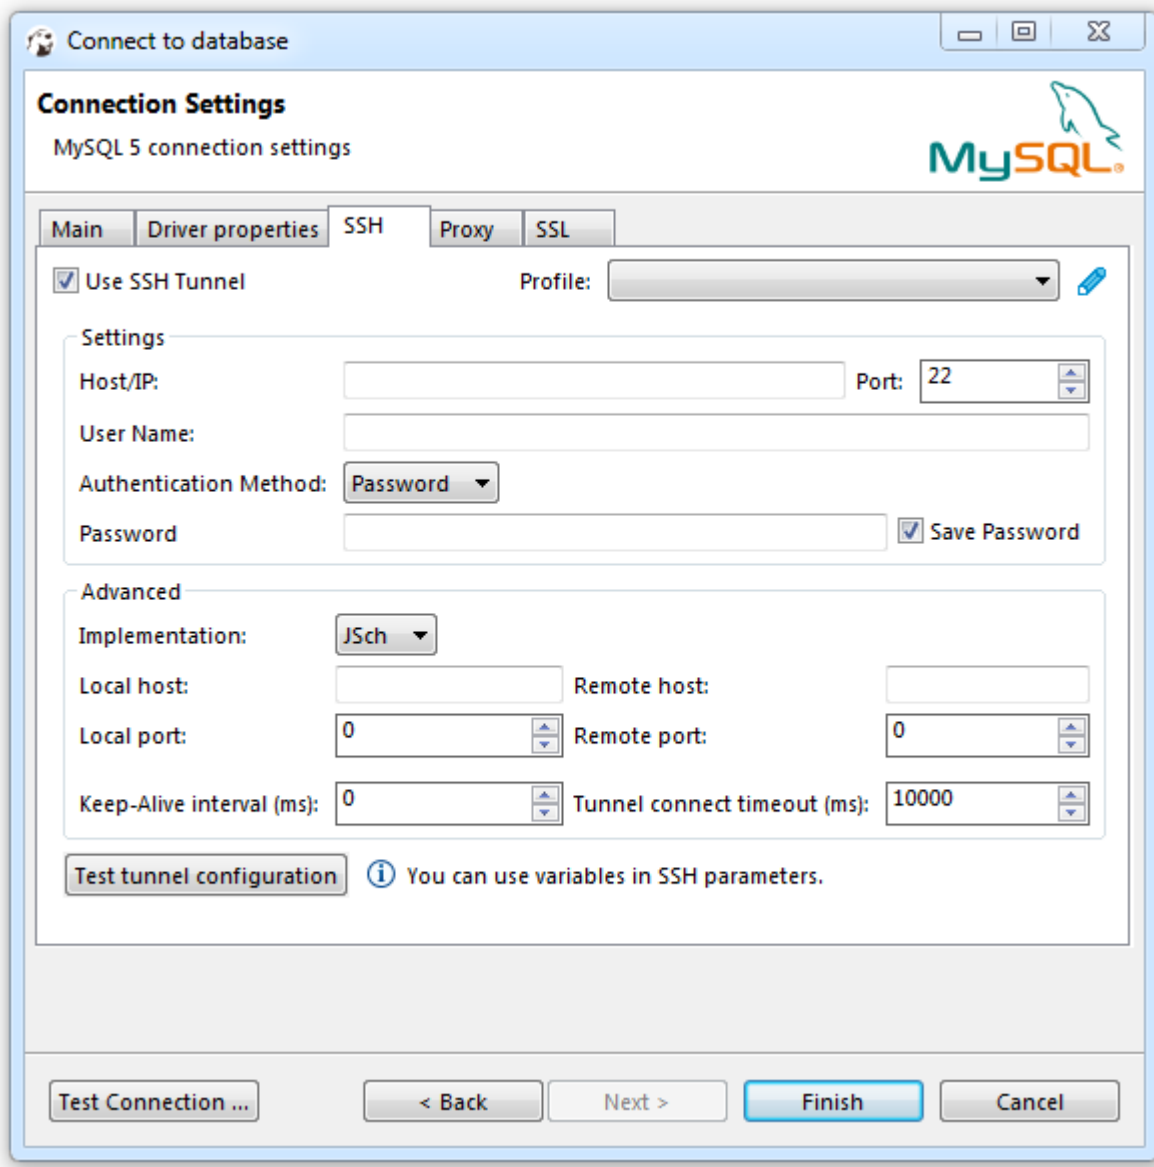 Connect to database
Connection Settings
MySQL 5 connection settings
MySQL®
Main Driver properties SSH Proxy SSL
Use SSH Tunnel Profile:
Settings
Host/IP: Port: 22
User Name:
Authentication Method: Password
Password Save Password
Advanced
Implementation: JSch
Local host: Remote host:
Local port: 0 Remote port: 0
Keep-Alive interval (ms): 0 Tunnel connect timeout (ms): 10000
Test tunnel configuration You can use variables in SSH parameters.
Test Connection ... < Back Next > Finish Cancel